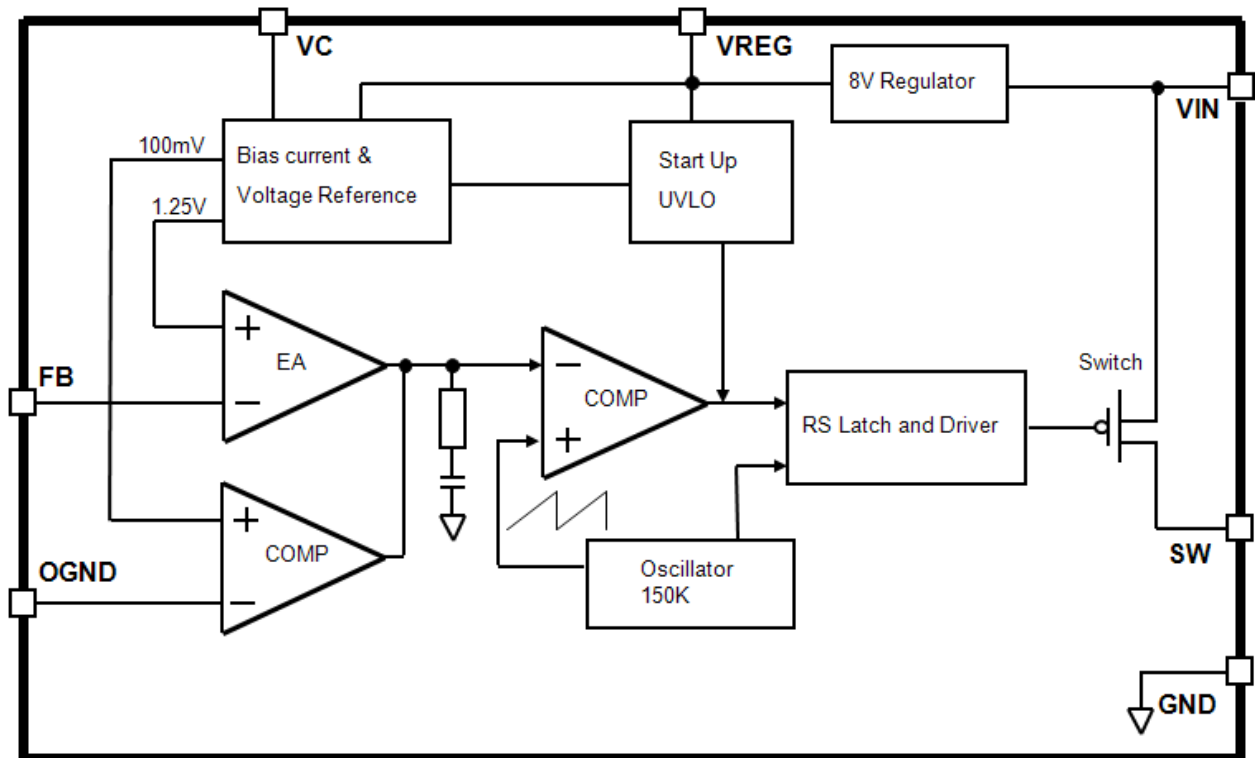 VC
VREG
8V Regulator
VIN
100mV
Bias current &
Voltage Reference
Start Up
UVLO
1.25V
+
EA
−
FB
−
COMP
+
Switch
RS Latch and Driver
+
COMP
−
OGND
Oscillator
150K
SW
GND